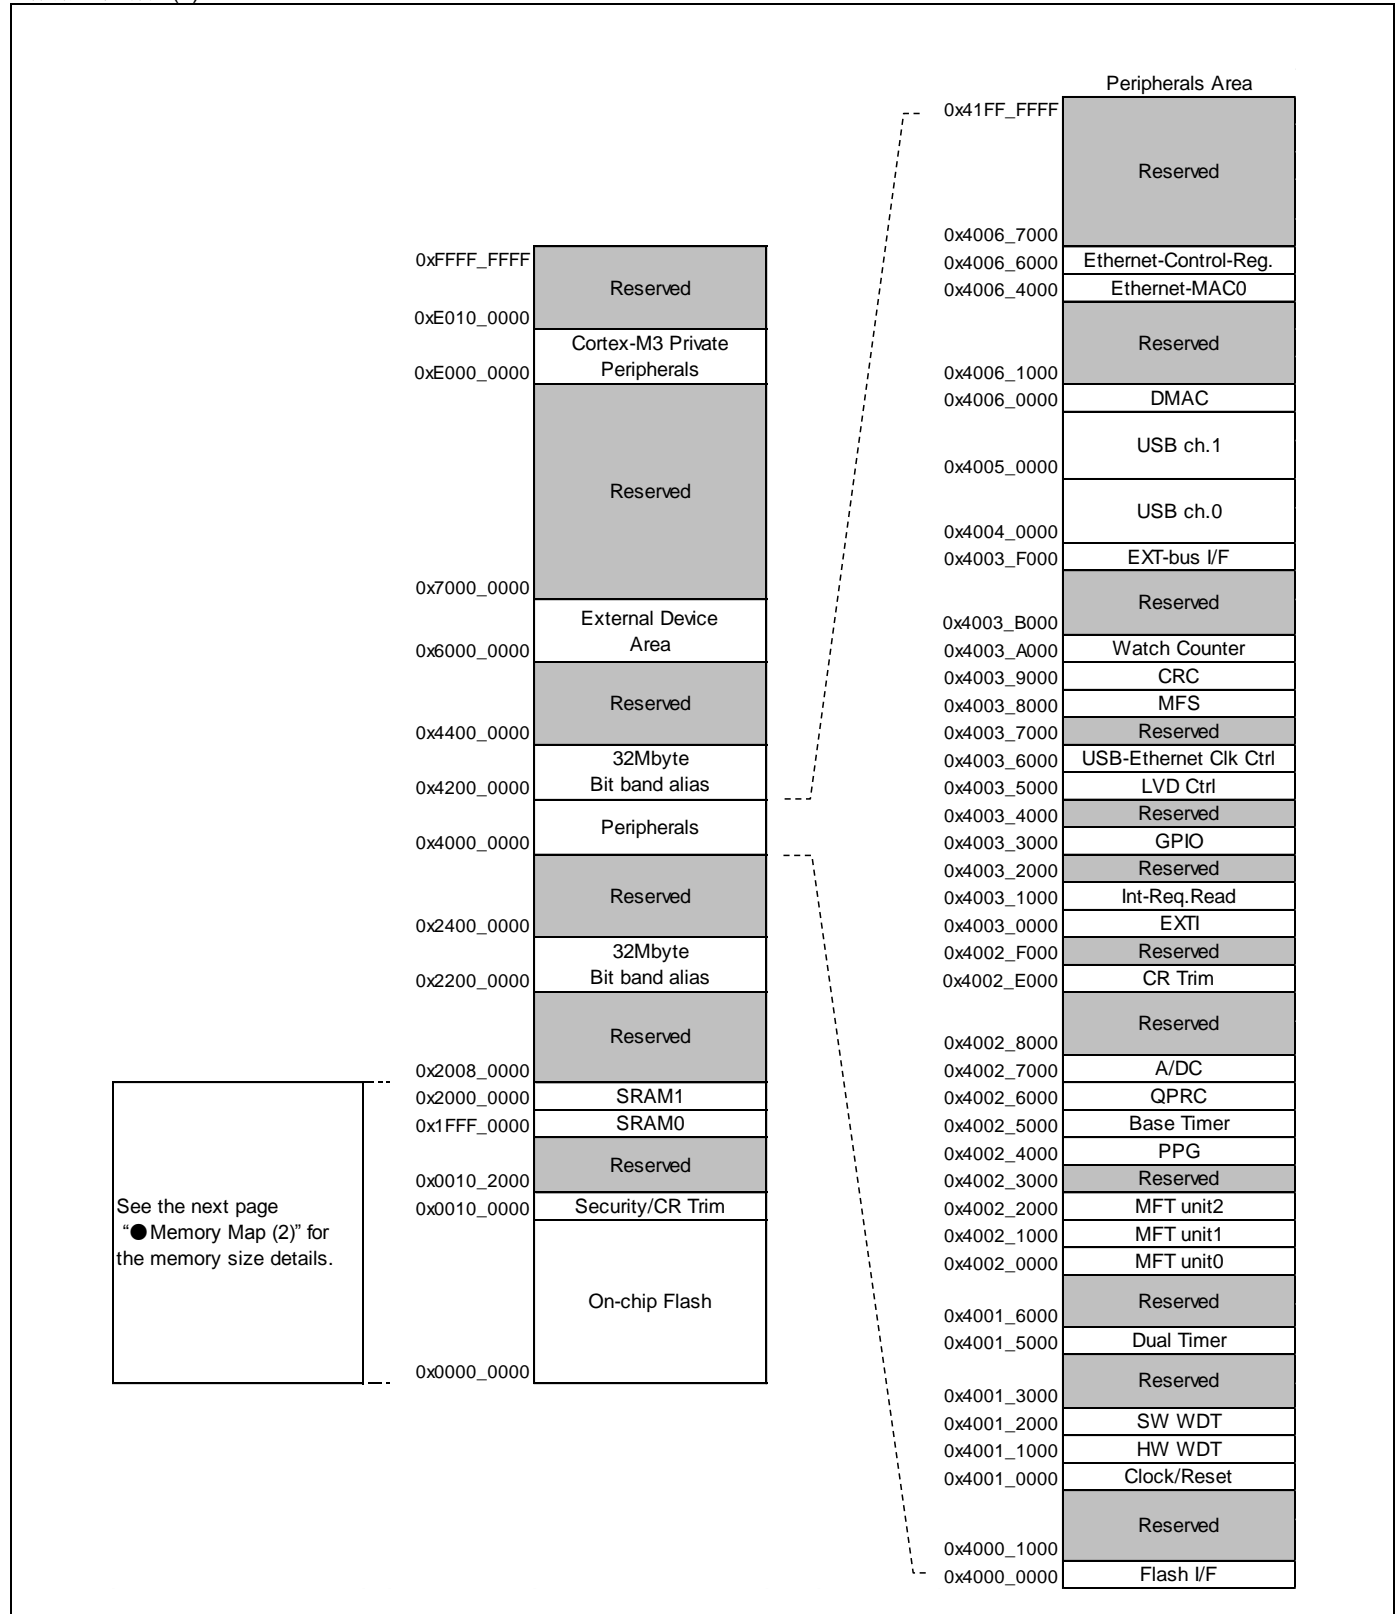 Peripherals Area
0x41FF_FFFF
Reserved
0x4006_7000
0x4006_6000 Ethernet-Control-Reg.
0x4006_4000 Ethernet-MAC0
Reserved
0x4006_1000
0x4006_0000 DMAC
USB ch.1
0x4005_0000
USB ch.0
0x4004_0000
0x4003_F000 EXT-bus I/F
Reserved
0x4003_B000
0x4003_A000 Watch Counter
0x4003_9000 CRC
0x4003_8000 MFS
0x4003_7000 Reserved
0x4003_6000 USB-Ethernet Clk Ctrl
0x4003_5000 LVD Ctrl
0x4003_4000 Reserved
0x4003_3000 GPIO
0x4003_2000 Reserved
0x4003_1000 Int-Req.Read
0x4003_0000 EXTI
0x4002_F000 Reserved
0x4002_E000 CR Trim
Reserved
0x4002_8000
0x4002_7000 A/DC
0x4002_6000 QPRC
0x4002_5000 Base Timer
0x4002_4000 PPG
0x4002_3000 Reserved
0x4002_2000 MFT unit2
0x4002_1000 MFT unit1
0x4002_0000 MFT unit0
Reserved
0x4001_6000
0x4001_5000 Dual Timer
Reserved
0x4001_3000
0x4001_2000 SW WDT
0x4001_1000 HW WDT
0x4001_0000 Clock/Reset
Reserved
0x4000_1000
0x4000_0000 Flash I/F
0xFFFF_FFFF
Reserved
0xE010_0000
Cortex-M3 Private
0xE000_0000 Peripherals
Reserved
0x7000_0000
External Device
Area
0x6000_0000
Reserved
0x4400_0000
32Mbyte
0x4200_0000 Bit band alias
Peripherals
0x4000_0000
Reserved
0x2400_0000
32Mbyte
0x2200_0000 Bit band alias
Reserved
0x2008_0000
0x2000_0000 SRAM1
0x1FFF_0000 SRAM0
Reserved
0x0010_2000
0x0010_0000 Security/CR Trim
On-chip Flash
0x0000_0000
See the next page
“●Memory Map (2)” for
the memory size details.